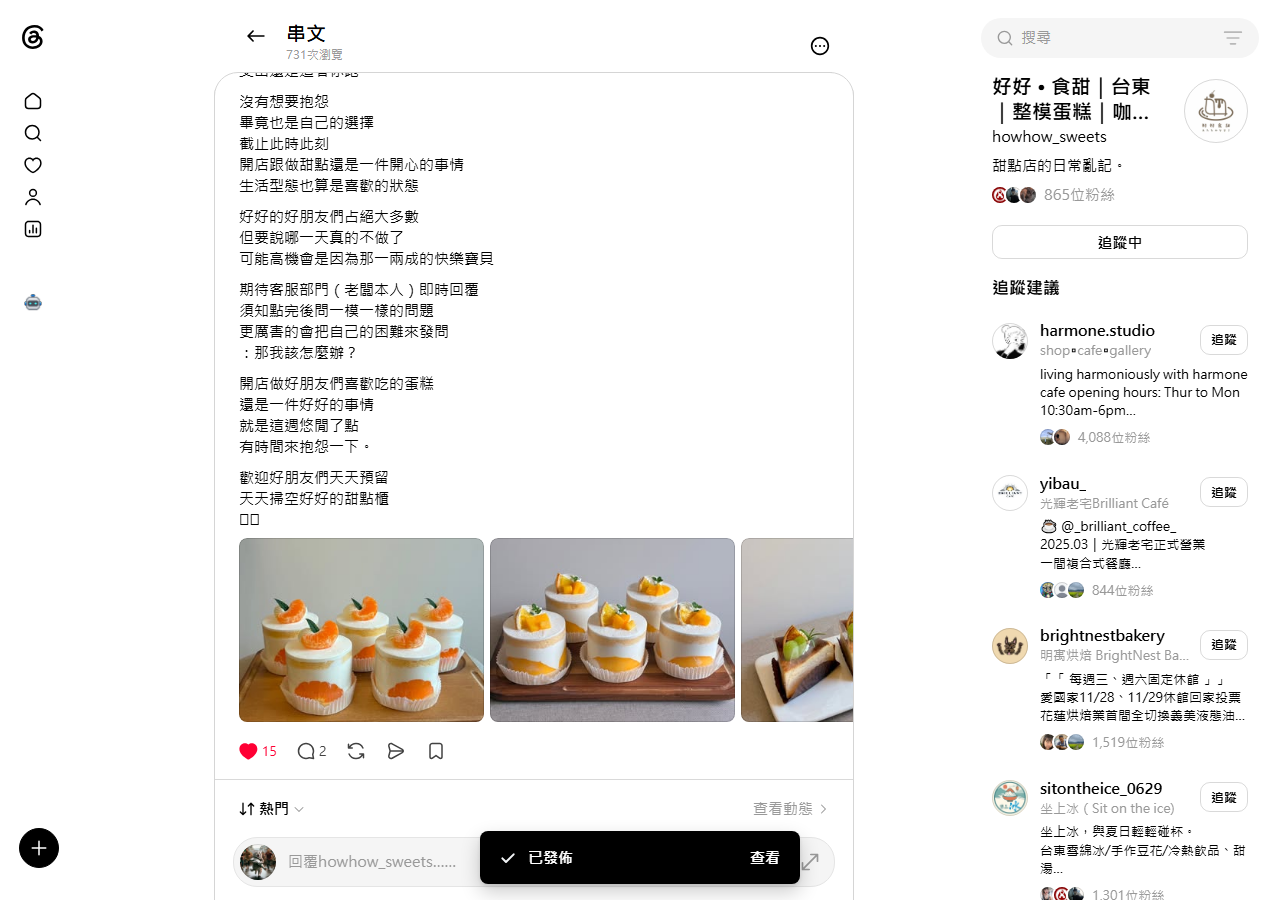 串文
731次瀏覽
沒有想要抱怨
畢竟也是自己的選擇
截止此時此刻
開店跟做甜點還是一件開心的事情
生活型態也算是喜歡的狀態
好好的好朋友們占絕大多數
但要說哪一天真的不做了
可能高機會是因為那一兩成的快樂寶貝
期待客服部門（老闆本人）即時回覆
須知點完後問一模一樣的問題
更厲害的會把自己的困難來發問
：那我該怎麼辦？
開店做好朋友們喜歡吃的蛋糕
還是一件好好的事情
就是這週悠閒了點
有時間來抱怨一下。
歡迎好朋友們天天預留
天天掃空好好的甜點櫃
15
2
熱門
查看動態
回覆howhow_sweets......
已發佈
查看
搜尋
好好 • 食甜｜台東
｜整模蛋糕｜咖...
howhow_sweets
甜點店的日常亂記。
865位粉絲
追蹤中
追蹤建議
harmone.studio
追蹤
shop▪cafe▪gallery
living harmoniously with harmone
cafe opening hours: Thur to Mon
10:30am-6pm...
4,088位粉絲
yibau_
追蹤
光輝老宅Brilliant Café
@_brilliant_coffee_
2025.03｜光輝老宅正式營業
一間複合式餐廳...
844位粉絲
brightnestbakery
追蹤
明寓烘焙 BrightNest Ba...
「「 每週三、週六固定休館 」」
愛國家11/28、11/29休館回家投票
花蓮烘焙業首間全切換義美液態油...
1,519位粉絲
sitontheice_0629
追蹤
坐上冰（Sit on the ice)
坐上冰，與夏日輕輕碰杯。
台東雪綿冰/手作豆花/冷熱飲品、甜
湯...
1,301位粉絲